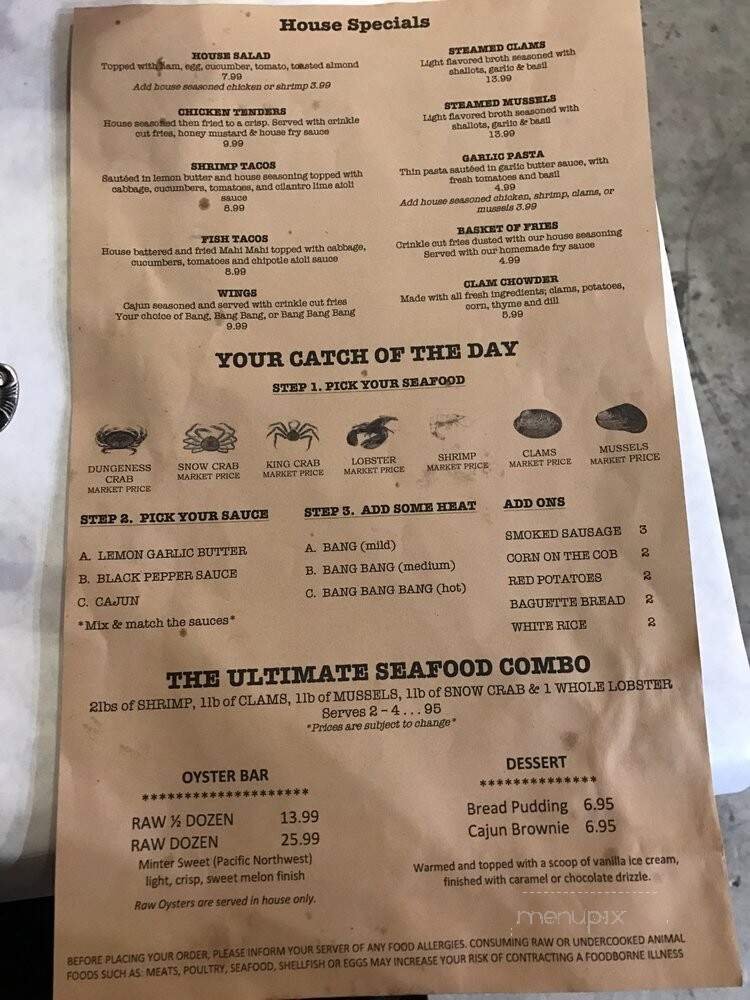 House Specials
HOUSE SALAD
Topped with ham, egg, cucumber, tomato, toasted almond
7.99
Add house seasoned chicken or shrimp 3.99
CHICKEN TENDERS
House seasoned then fried to a crisp. Served with crinkle
cut fries, honey mustard & house fry sauce
9.99
SHRIMP TACOS
Sautéed in lemon butter and house seasoning topped with
cabbage, cucumbers, tomatoes, and cilantro lime aioli
sauce
8.99
FISH TACOS
House battered and fried Mahi Mahi topped with cabbage,
cucumbers, tomatoes and chipotle aioli sauce
8.99
WINGS
Cajun seasoned and served with crinkle cut fries
Your choice of Bang, Bang Bang, or Bang Bang Bang
9.99
STEAMED CLAMS
Light flavored broth seasoned with
shallots, garlic & basil
13.99
STEAMED MUSSELS
Light flavored broth seasoned with
shallots, garlic & basil
13.99
GARLIC PASTA
Thin pasta sautéed in garlic butter sauce, with
fresh tomatoes and basil
4.99
Add house seasoned chicken, shrimp, clams, or
mussels 3.99
BASKET OF FRIES
Crinkle cut fries dusted with our house seasoning
Served with our homemade fry sauce
4.99
CLAM CHOWDER
Made with all fresh ingredients; clams, potatoes,
corn, thyme and dill
5.99
YOUR CATCH OF THE DAY
STEP 1. PICK YOUR SEAFOOD
DUNGENESS
CRAB
MARKET PRICE
SNOW CRAB
MARKET PRICE
KING CRAB
MARKET PRICE
LOBSTER
MARKET PRICE
SHRIMP
MARKET PRICE
CLAMS
MARKET PRICE
MUSSELS
MARKET PRICE
STEP 2. PICK YOUR SAUCE
A. LEMON GARLIC BUTTER
B. BLACK PEPPER SAUCE
C. CAJUN
*Mix & match the sauces*
STEP 3. ADD SOME HEAT
A. BANG (mild)
B. BANG BANG (medium)
C. BANG BANG BANG (hot)
ADD ONS
SMOKED SAUSAGE 3
CORN ON THE COB 2
RED POTATOES 2
BAGUETTE BREAD 2
WHITE RICE 2
THE ULTIMATE SEAFOOD COMBO
2lbs of SHRIMP, 1lb of CLAMS, 1lb of MUSSELS, 1lb of SNOW CRAB & 1 WHOLE LOBSTER
Serves 2 – 4 . . . 95
*Prices are subject to change*
OYSTER BAR
********************
RAW ½ DOZEN 13.99
RAW DOZEN 25.99
Minter Sweet (Pacific Northwest)
light, crisp, sweet melon finish
Raw Oysters are served in house only.
DESSERT
**************
Bread Pudding 6.95
Cajun Brownie 6.95
Warmed and topped with a scoop of vanilla ice cream,
finished with caramel or chocolate drizzle.
menupix
BEFORE PLACING YOUR ORDER, PLEASE INFORM YOUR SERVER OF ANY FOOD ALLERGIES. CONSUMING RAW OR UNDERCOOKED ANIMAL
FOODS SUCH AS: MEATS, POULTRY, SEAFOOD, SHELLFISH OR EGGS MAY INCREASE YOUR RISK OF CONTRACTING A FOODBORNE ILLNESS